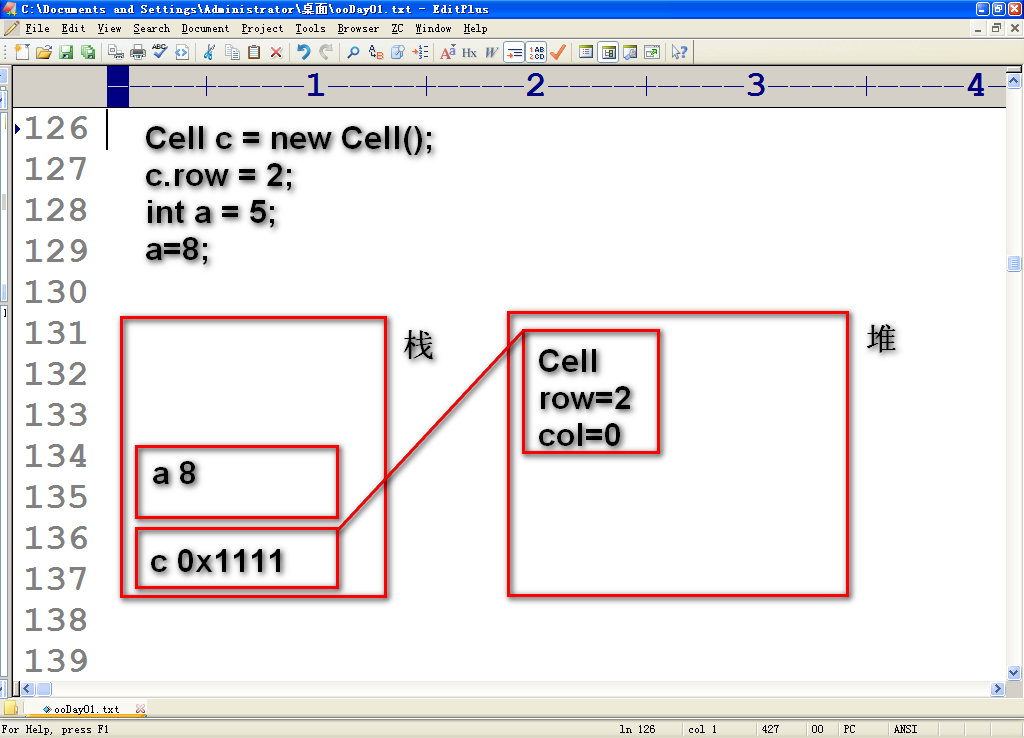 C:\Documents and Settings\Administrator\桌面\ooDay01.txt - EditPlus
File Edit View Search Document Project Tools Browser ZC Window Help
1 2 3 4
126
127
128
129
130
131
132
133
134
135
136
137
138
139
Cell c = new Cell();
c.row = 2;
int a = 5;
a=8;
栈
堆
Cell
row=2
col=0
a 8
c 0x1111
ooDay01.txt
For Help, press F1 ln 126 col 1 427 00 PC ANSI